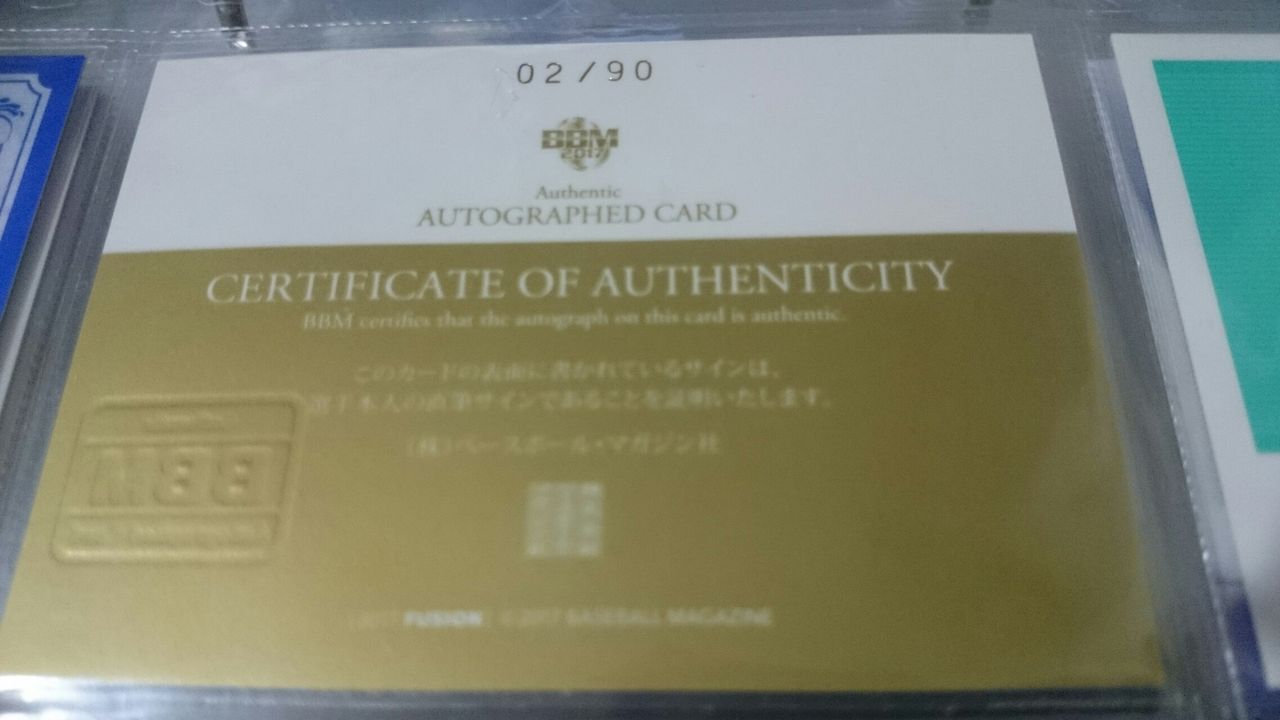 02/90
BBM
2017
Authentic
AUTOGRAPHED CARD
CERTIFICATE OF AUTHENTICITY
BBM certifies that the autograph on this card is authentic.
このカードの表面に書かれているサインは、
選手本人の直筆サインであることを証明いたします。
(株)ベースボール・マガジン社
BBM
2017 FUSION © 2017 BASEBALL MAGAZINE